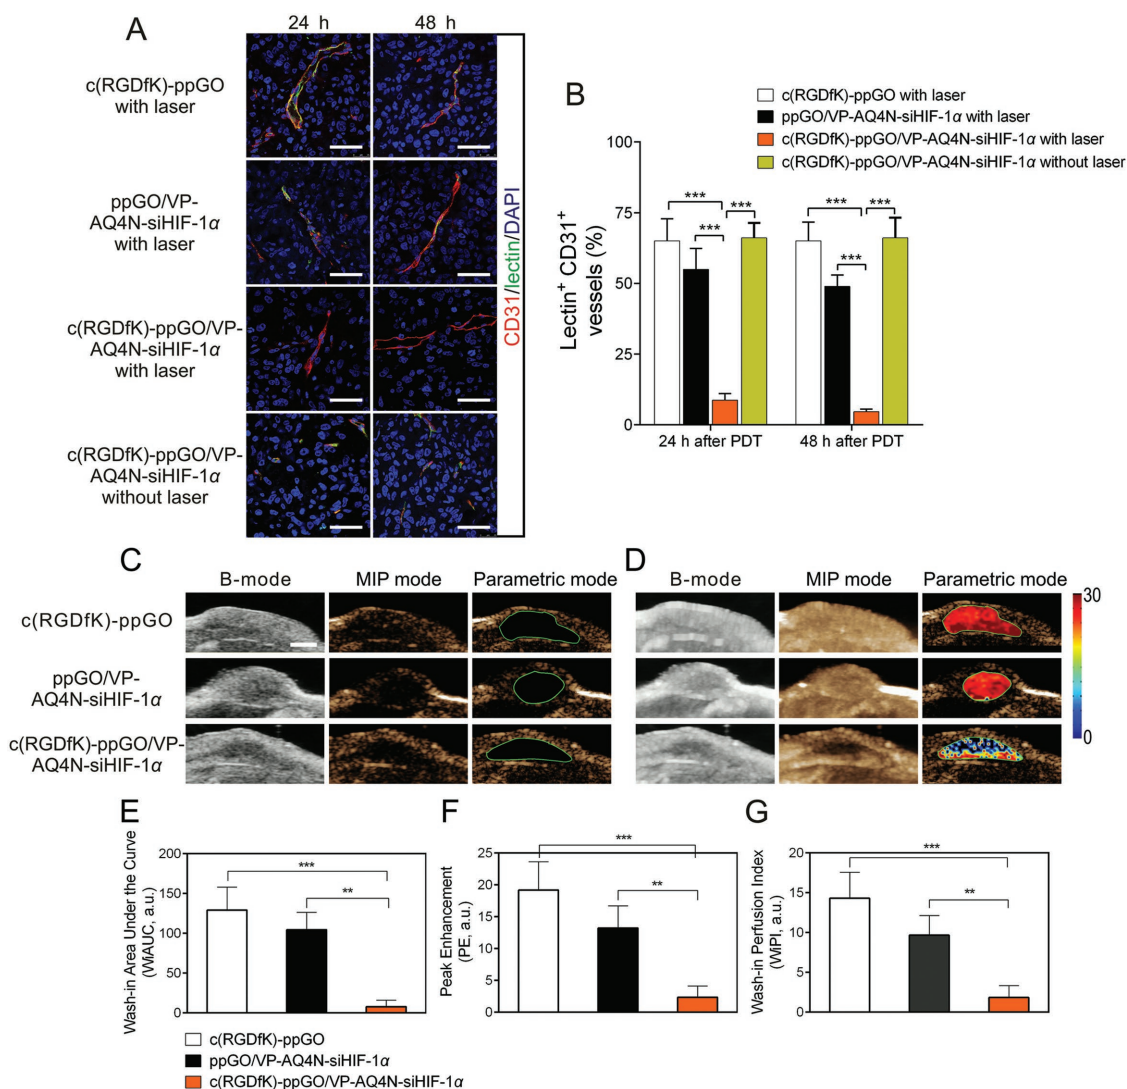 A
24 h
48 h
c(RGDfK)-ppGO
with laser
ppGO/VP-
AQ4N-siHIF-1α
with laser
c(RGDfK)-ppGO/VP-
AQ4N-siHIF-1α
with laser
c(RGDfK)-ppGO/VP-
AQ4N-siHIF-1α
without laser
CD31/lectin/DAPI
B
c(RGDfK)-ppGO with laser
ppGO/VP-AQ4N-siHIF-1α with laser
c(RGDfK)-ppGO/VP-AQ4N-siHIF-1α with laser
c(RGDfK)-ppGO/VP-AQ4N-siHIF-1α without laser
Lectin+ CD31+
vessels (%)
100
75
50
25
0
***
***
***
***
***
***
24 h after PDT
48 h after PDT
C
B-mode
MIP mode
Parametric mode
D
B-mode
MIP mode
Parametric mode
c(RGDfK)-ppGO
ppGO/VP-
AQ4N-siHIF-1α
c(RGDfK)-ppGO/VP-
AQ4N-siHIF-1α
30
0
E
Wash-in Area Under the Curve
(WiAUC, a.u.)
200
150
100
50
0
***
**
F
Peak Enhancement
(PE, a.u.)
25
20
15
10
5
0
***
**
G
Wash-in Perfusion Index
(WiPI, a.u.)
20
15
10
5
0
***
**
c(RGDfK)-ppGO
ppGO/VP-AQ4N-siHIF-1α
c(RGDfK)-ppGO/VP-AQ4N-siHIF-1α